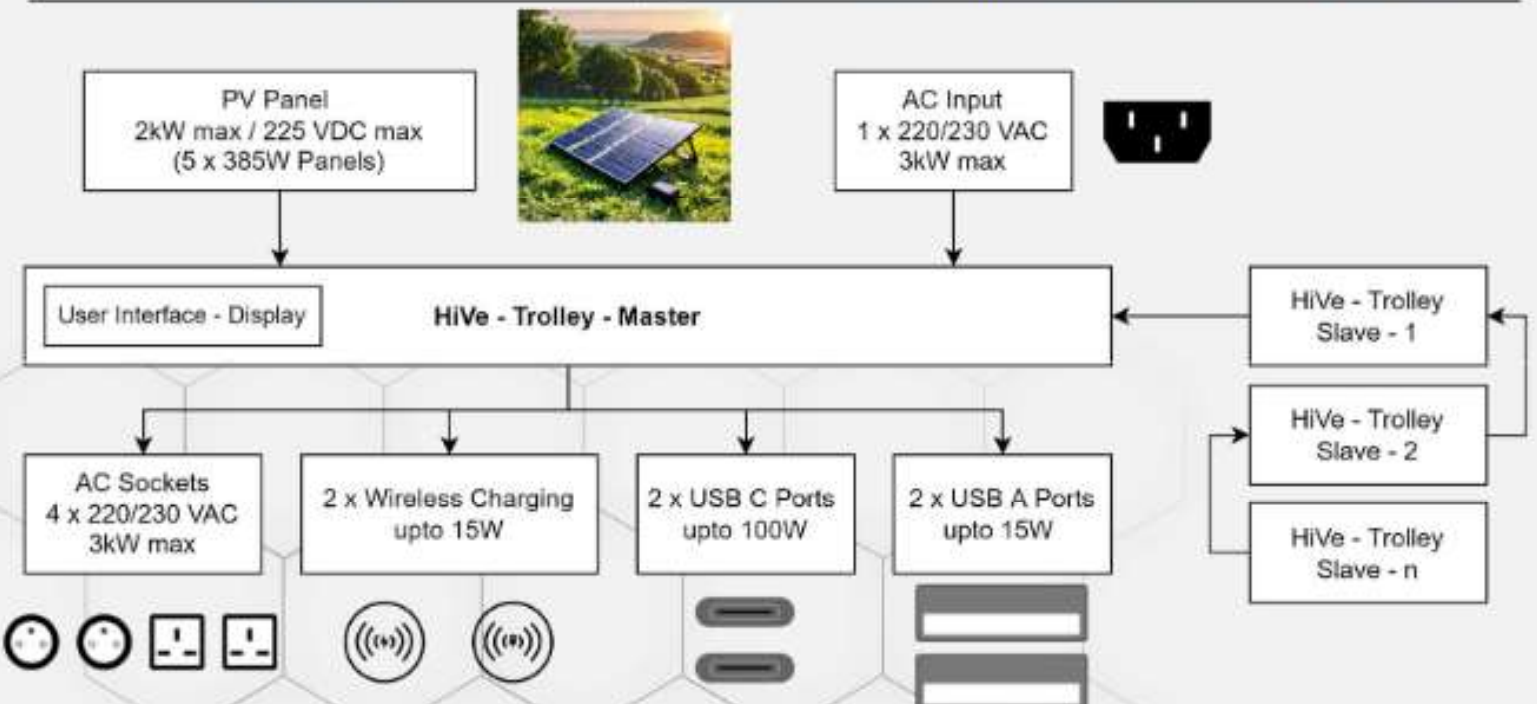 PV Panel
2kW max / 225 VDC max
(5 x 385W Panels)
AC Input
1 x 220/230 VAC
3kW max
User Interface - Display
HiVe - Trolley - Master
HiVe - Trolley
Slave - 1
HiVe - Trolley
Slave - 2
HiVe - Trolley
Slave - n
AC Sockets
4 x 220/230 VAC
3kW max
2 x Wireless Charging
upto 15W
2 x USB C Ports
upto 100W
2 x USB A Ports
upto 15W